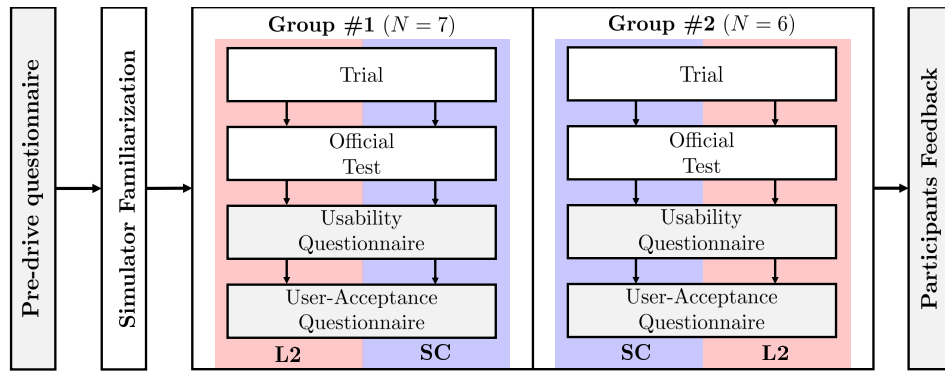 Pre-drive questionnaire
Simulator Familiarization
Group #1 (N = 7)
Trial
Official
Test
Usability
Questionnaire
User-Acceptance
Questionnaire
L2
SC
Group #2 (N = 6)
Trial
Official
Test
Usability
Questionnaire
User-Acceptance
Questionnaire
SC
L2
Participants Feedback